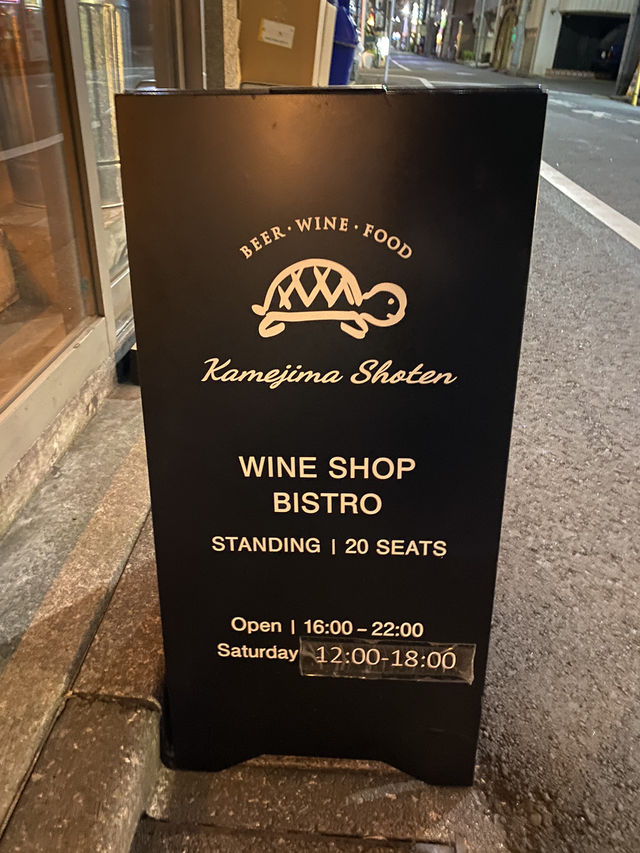 BEER · WINE · FOOD
Kamejima Shoten
WINE SHOP
BISTRO
STANDING | 20 SEATS
Open | 16:00 – 22:00
Saturday 12:00-18:00